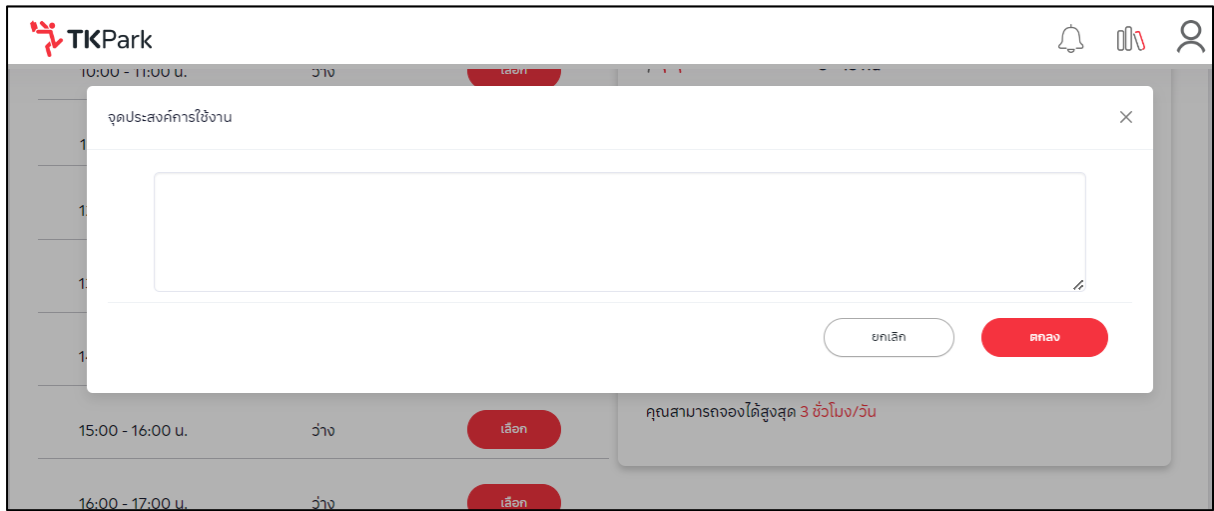 TKPark
10:00 - 11:00 น. ว่าง เลือก
จุดประสงค์การใช้งาน
ยกเลิก ตกลง
คุณสามารถจองได้สูงสุด 3 ชั่วโมง/วัน
15:00 - 16:00 น. ว่าง เลือก
16:00 - 17:00 น. ว่าง เลือก